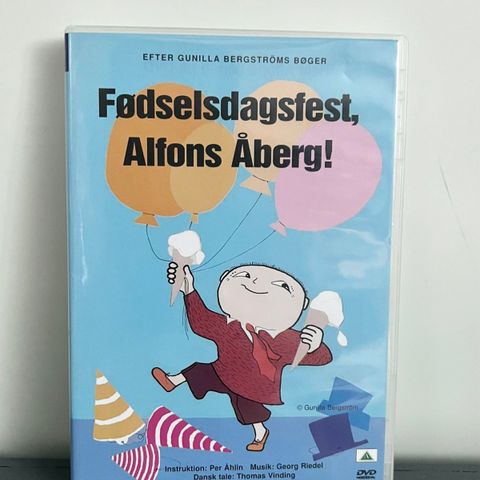 EFTER GUNILLA BERGSTRÖMS BØGER
Fødselsdagsfest,
Alfons Åberg!
© Gunilla Bergström
Instruktion: Per Åhlin Musik: Georg Riedel
Dansk tale: Thomas Vinding
DVD